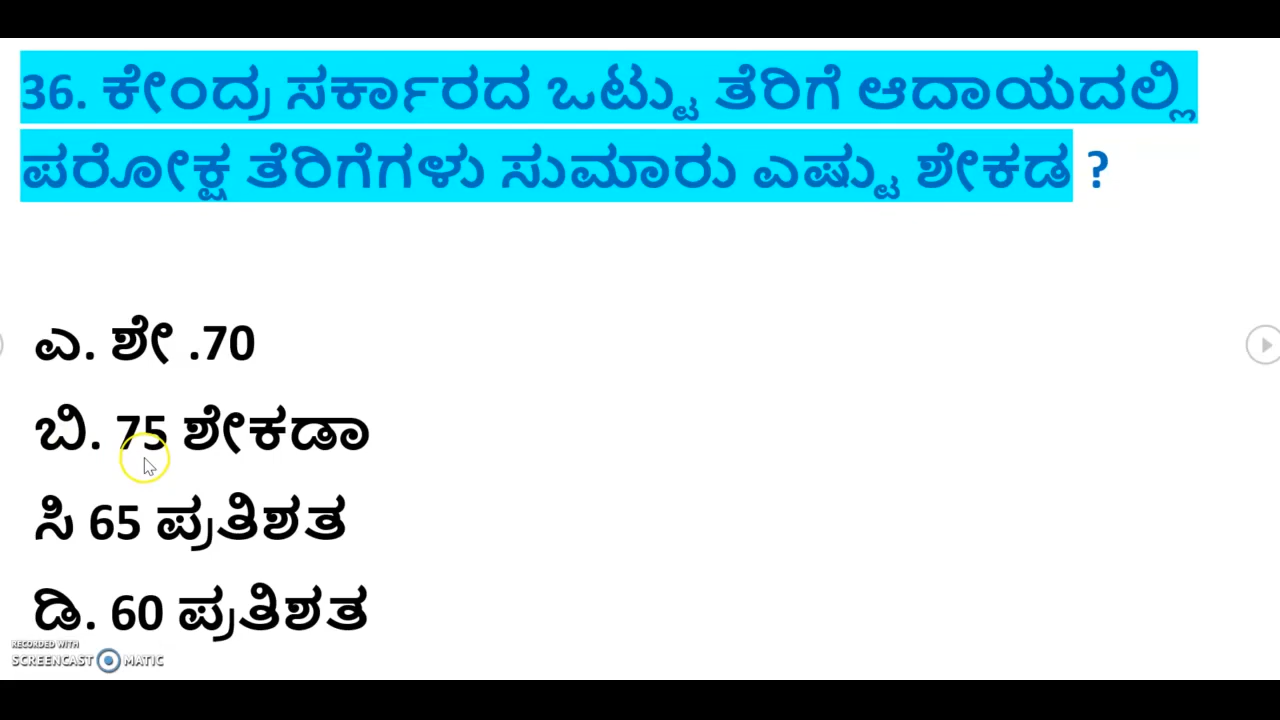 36. ಕೇಂದ್ರ ಸರ್ಕಾರದ ಒಟ್ಟು ತೆರಿಗೆ ಆದಾಯದಲ್ಲಿ
ಪರೋಕ್ಷ ತೆರಿಗೆಗಳು ಸುಮಾರು ಎಷ್ಟು ಶೇಕಡ ?
ಎ. ಶೇ .70
ಬಿ. 75 ಶೇಕಡಾ
ಸಿ 65 ಪ್ರತಿಶತ
ಡಿ. 60 ಪ್ರತಿಶತ
RECORDED WITH
SCREENCAST MATIC